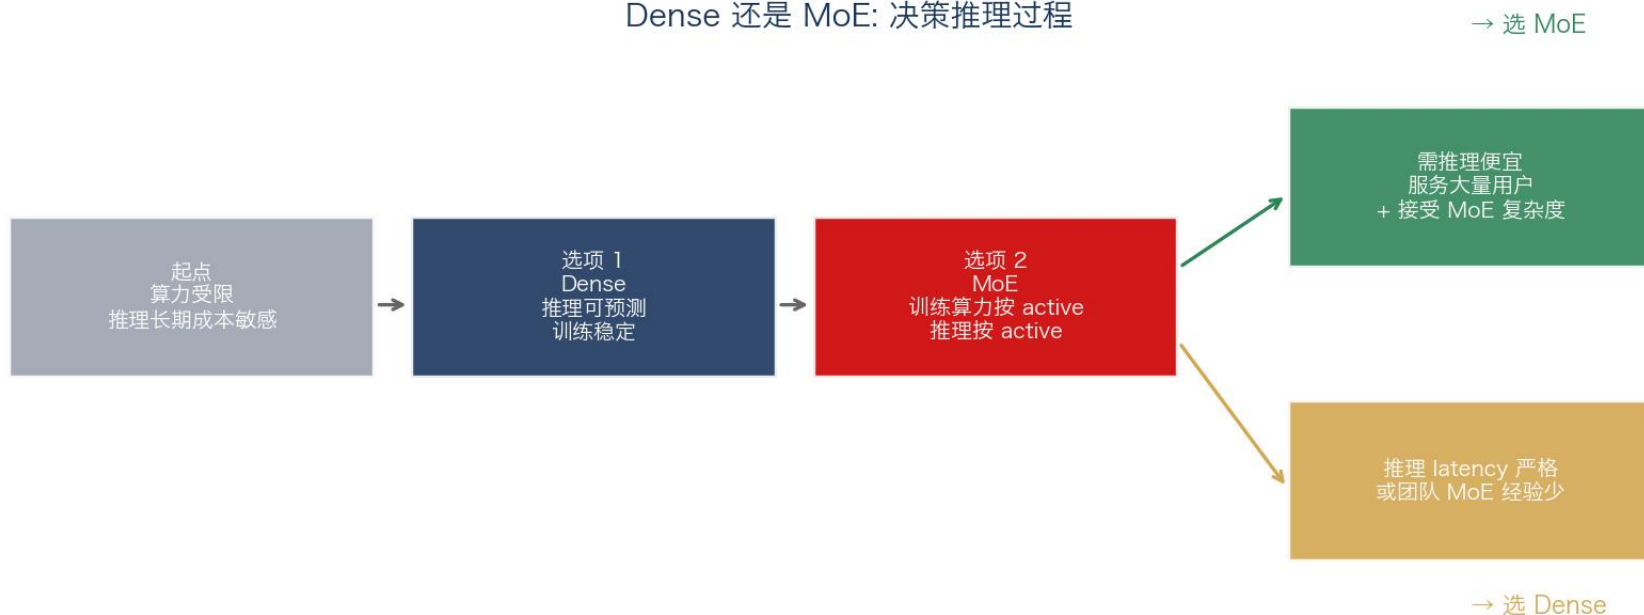 Dense 还是 MoE: 决策推理过程
→ 选 MoE
起点
算力受限
推理长期成本敏感
选项 1
Dense
推理可预测
训练稳定
选项 2
MoE
训练算力按 active
推理按 active
需推理便宜
服务大量用户
+ 接受 MoE 复杂度
推理 latency 严格
或团队 MoE 经验少
→ 选 Dense